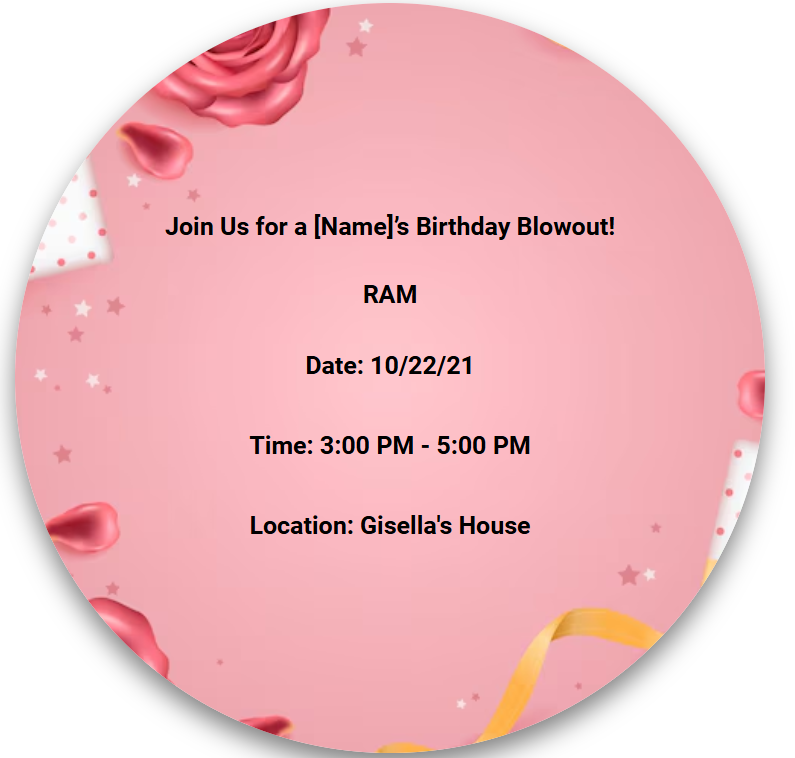 Join Us for a [Name]’s Birthday Blowout!
RAM
Date: 10/22/21
Time: 3:00 PM - 5:00 PM
Location: Gisella's House